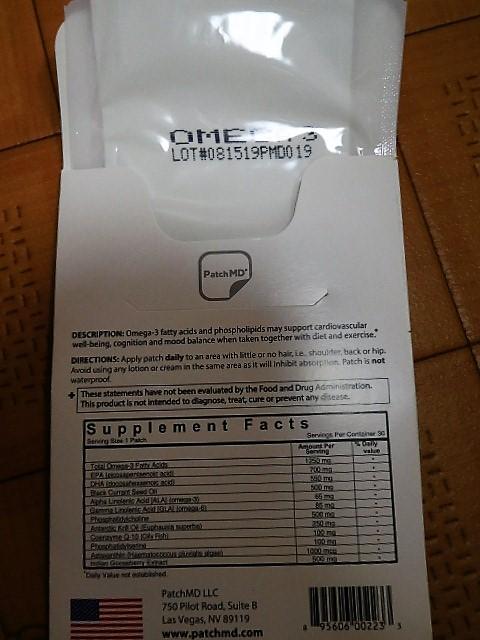 OMEGA 3
LOT#081519PMD019
PatchMD®
DESCRIPTION: Omega-3 fatty acids and phospholipids may support cardiovascular
well-being, cognition and mood balance when taken together with diet and exercise.*
DIRECTIONS: Apply patch daily to an area with little or no hair, i.e. shoulder, back or hip.
Avoid using any lotion or cream in the same area as it will inhibit absorption. Patch is not
waterproof.
+ These statements have not been evaluated by the Food and Drug Administration.
This product is not intended to diagnose, treat, cure or prevent any disease.
Supplement Facts
Serving Size 1 Patch Servings Per Container 30
Amount Per Serving % Daily value
Total Omega-3 Fatty Acids 1250 mg *
EPA (eicosapentaenoic acid) 700 mg *
DHA (docosahexaenoic acid) 550 mg *
Black Currant Seed Oil 500 mg *
Alpha Linolenic Acid [ALA] (omega-3) 65 mg *
Gamma Linolenic Acid [GLA] (omega-6) 85 mg *
Phosphatidylcholine 500 mg *
Antarctic Krill Oil (Euphausia superba) 250 mg *
Coenzyme Q-10 (Oily Fish) 100 mg *
Phosphatidylserine 100 mg *
Astaxanthin (Haematococcus pluvialis algae) 1000 mcg *
Indian Gooseberry Extract 500 mg *
*Daily Value not established.
PatchMD LLC
750 Pilot Road, Suite B
Las Vegas, NV 89119
www.patchmd.com
8 95606 00223 3